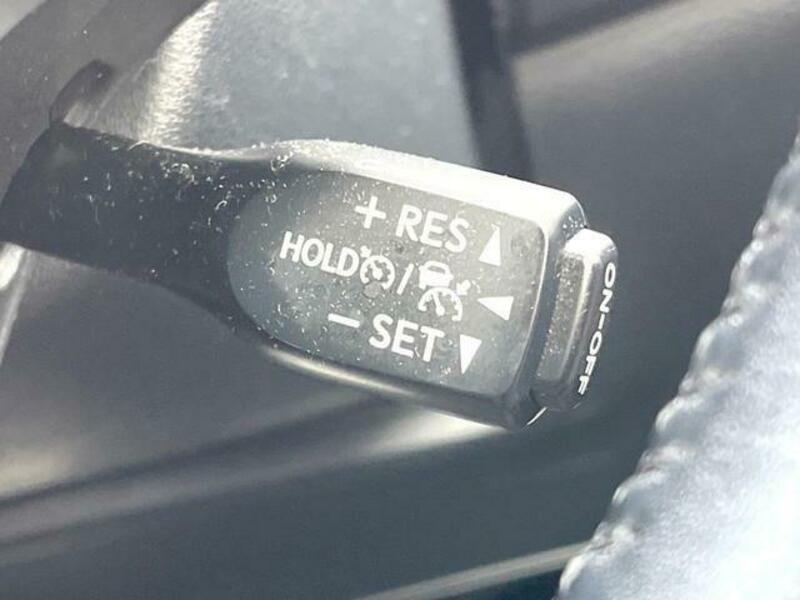 + RES
HOLD /
− SET
ON-OFF